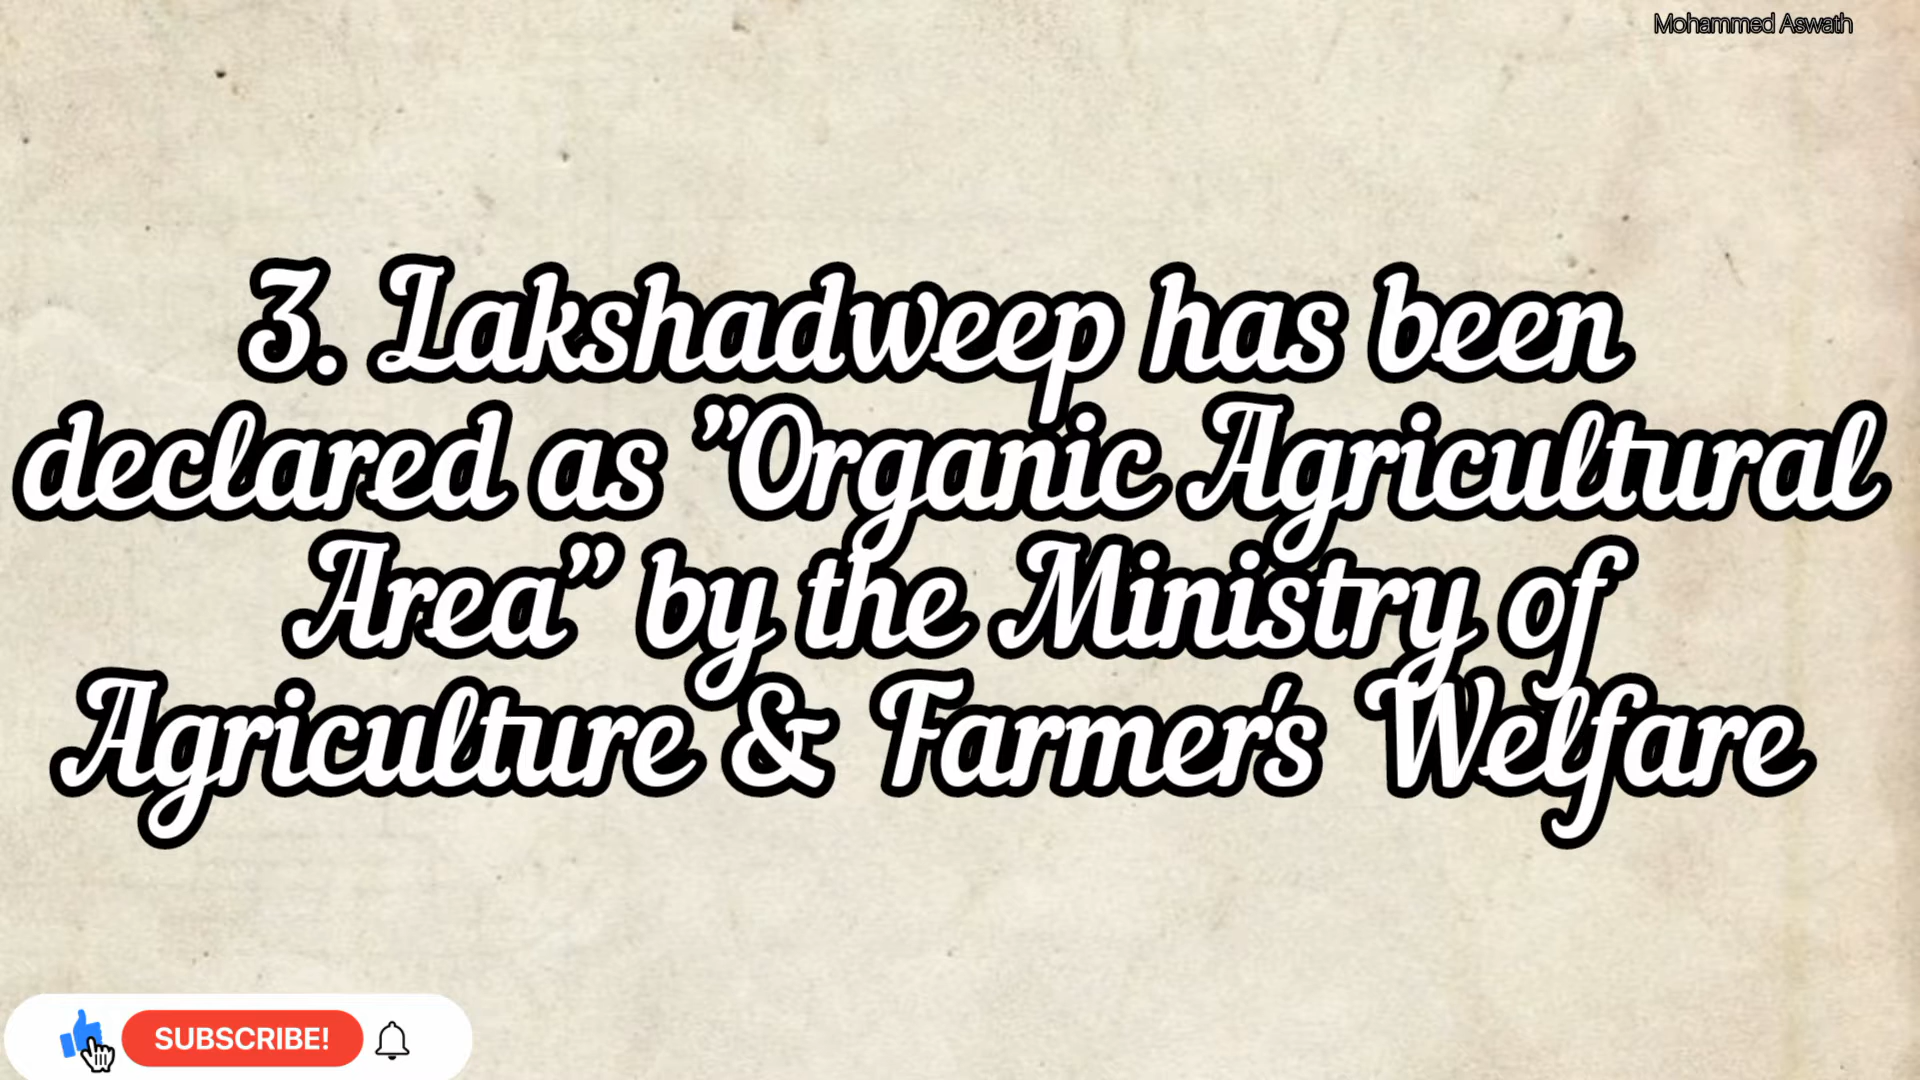 Mohammed Aswath
3. Lakshadweep has been
declared as "Organic Agricultural
Area" by the Ministry of
Agriculture & Farmer's Welfare
SUBSCRIBE!